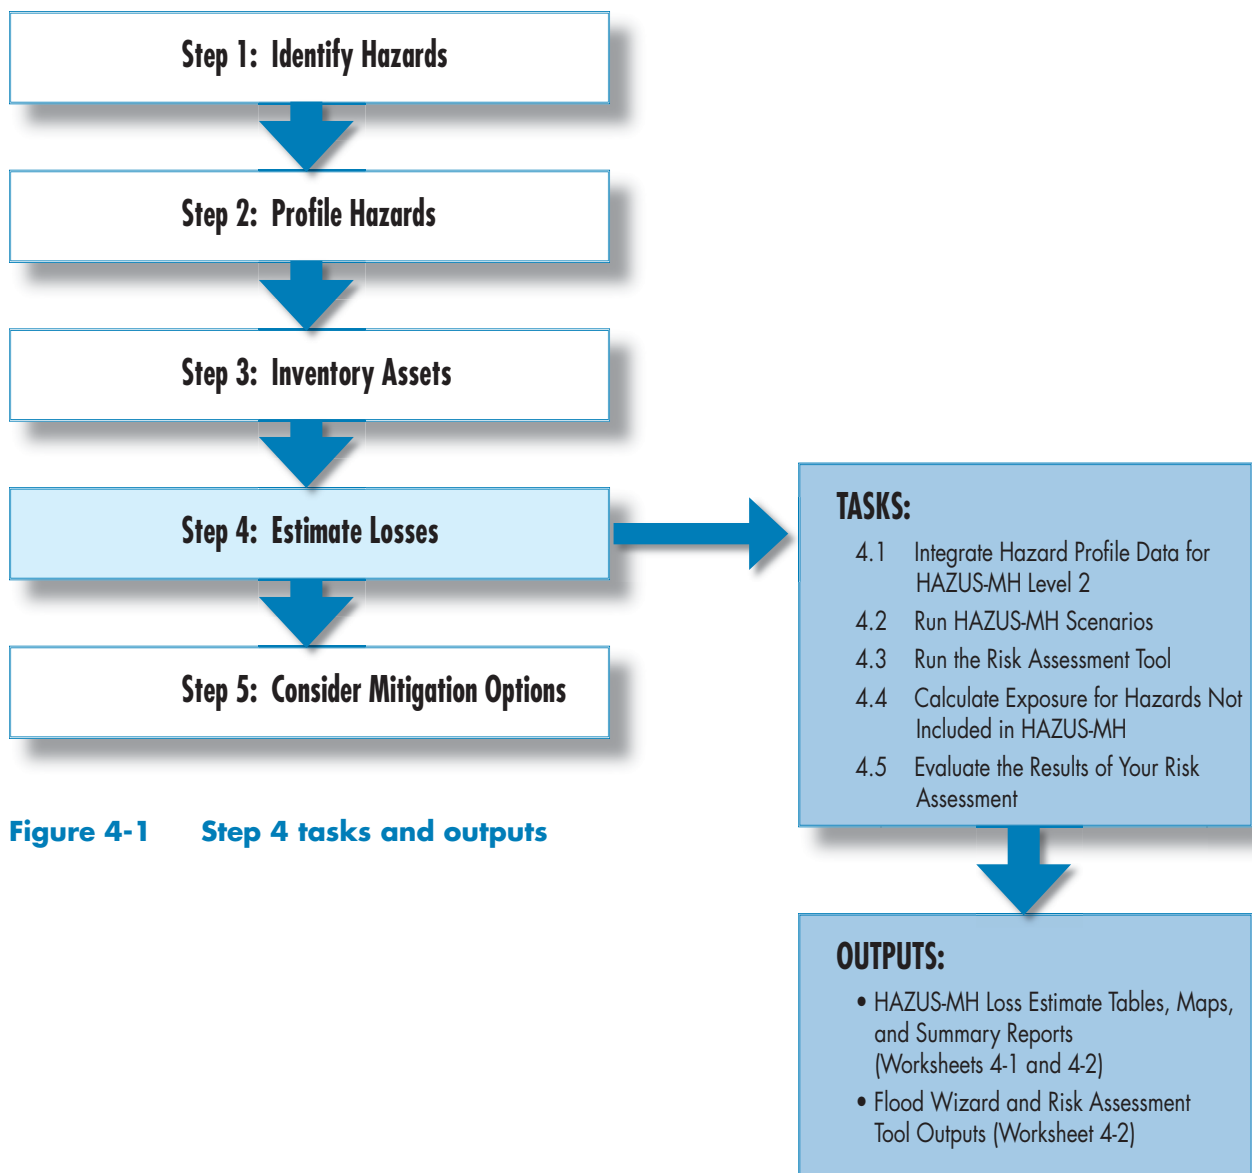 Step 1: Identify Hazards
Step 2: Profile Hazards
Step 3: Inventory Assets
Step 4: Estimate Losses
Step 5: Consider Mitigation Options
Figure 4-1 Step 4 tasks and outputs
TASKS:
4.1 Integrate Hazard Profile Data for
HAZUS-MH Level 2
4.2 Run HAZUS-MH Scenarios
4.3 Run the Risk Assessment Tool
4.4 Calculate Exposure for Hazards Not
Included in HAZUS-MH
4.5 Evaluate the Results of Your Risk
Assessment
OUTPUTS:
• HAZUS-MH Loss Estimate Tables, Maps,
and Summary Reports
(Worksheets 4-1 and 4-2)
• Flood Wizard and Risk Assessment
Tool Outputs (Worksheet 4-2)